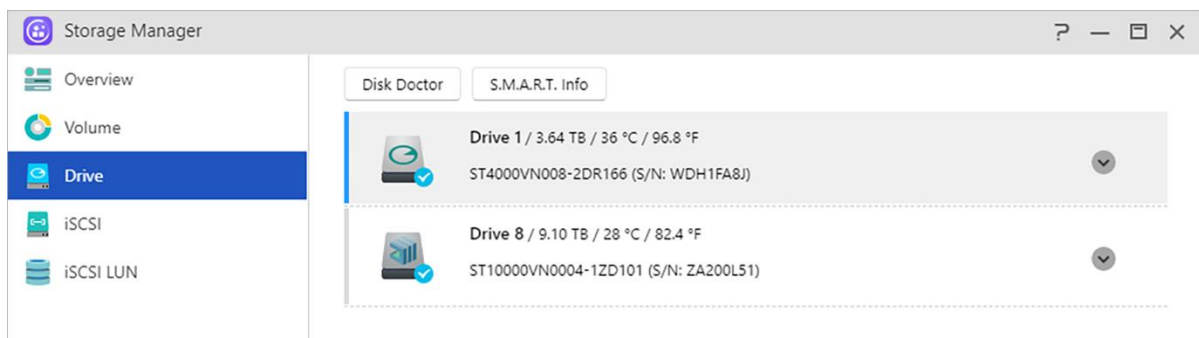 Storage Manager
Overview
Volume
Drive
iSCSI
iSCSI LUN
Disk Doctor
S.M.A.R.T. Info
Drive 1 / 3.64 TB / 36 °C / 96.8 °F
ST4000VN008-2DR166 (S/N: WDH1FA8J)
Drive 8 / 9.10 TB / 28 °C / 82.4 °F
ST10000VN0004-1ZD101 (S/N: ZA200L51)